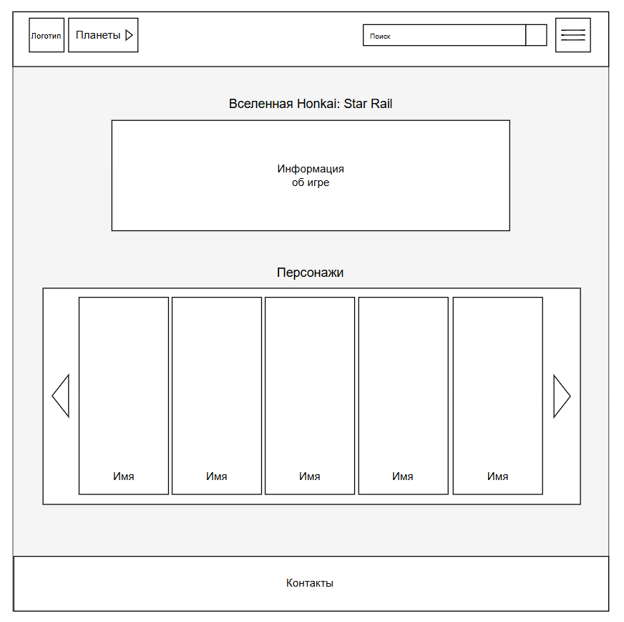 Логотип
Планеты
Поиск
Вселенная Honkai: Star Rail
Информация
об игре
Персонажи
Имя
Имя
Имя
Имя
Имя
Контакты